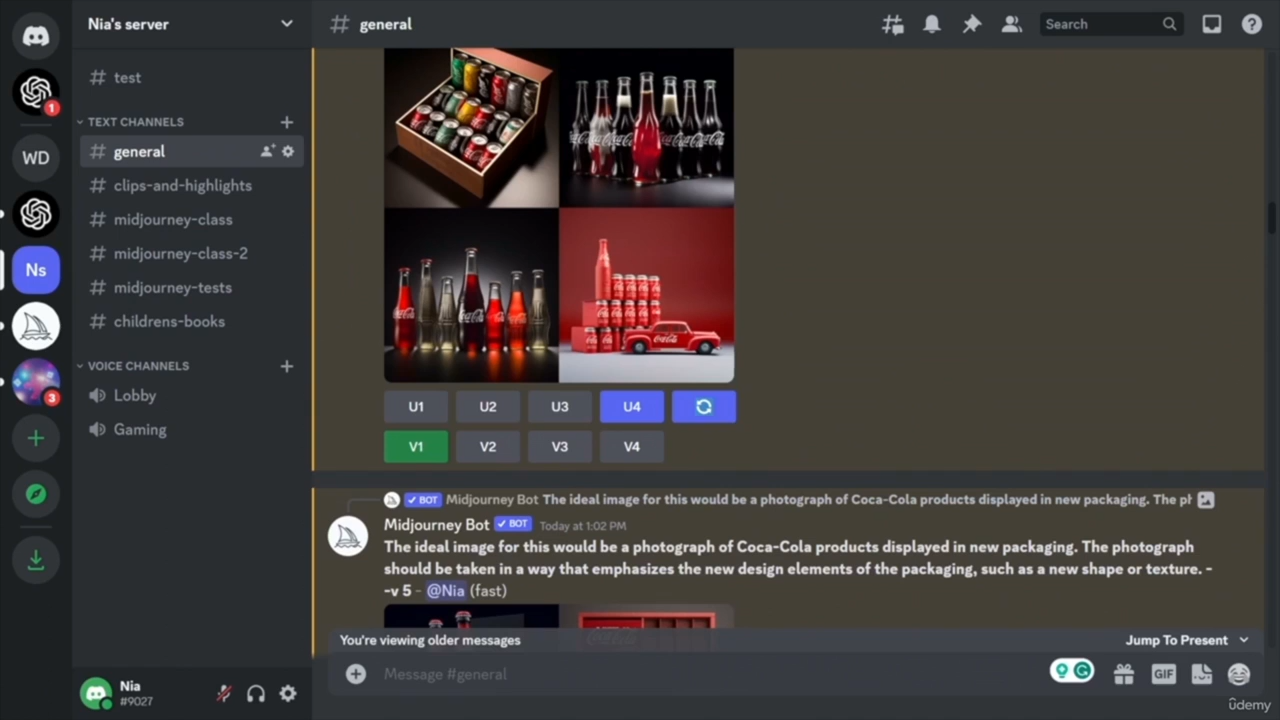 Nia's server
# general
Search
# test
TEXT CHANNELS
# general
# clips-and-highlights
# midjourney-class
# midjourney-class-2
# midjourney-tests
# childrens-books
VOICE CHANNELS
Lobby
Gaming
1
WD
Ns
3
Nia
#9027
Coca-Cola
U1 U2 U3 U4
V1 V2 V3 V4
BOT Midjourney Bot The ideal image for this would be a photograph of Coca-Cola products displayed in new packaging. The pl
Midjourney Bot BOT Today at 1:02 PM
The ideal image for this would be a photograph of Coca-Cola products displayed in new packaging. The photograph
should be taken in a way that emphasizes the new design elements of the packaging, such as a new shape or texture. -
-v 5 - @Nia (fast)
You're viewing older messages
Jump To Present
Message #general
GIF
ûdemy